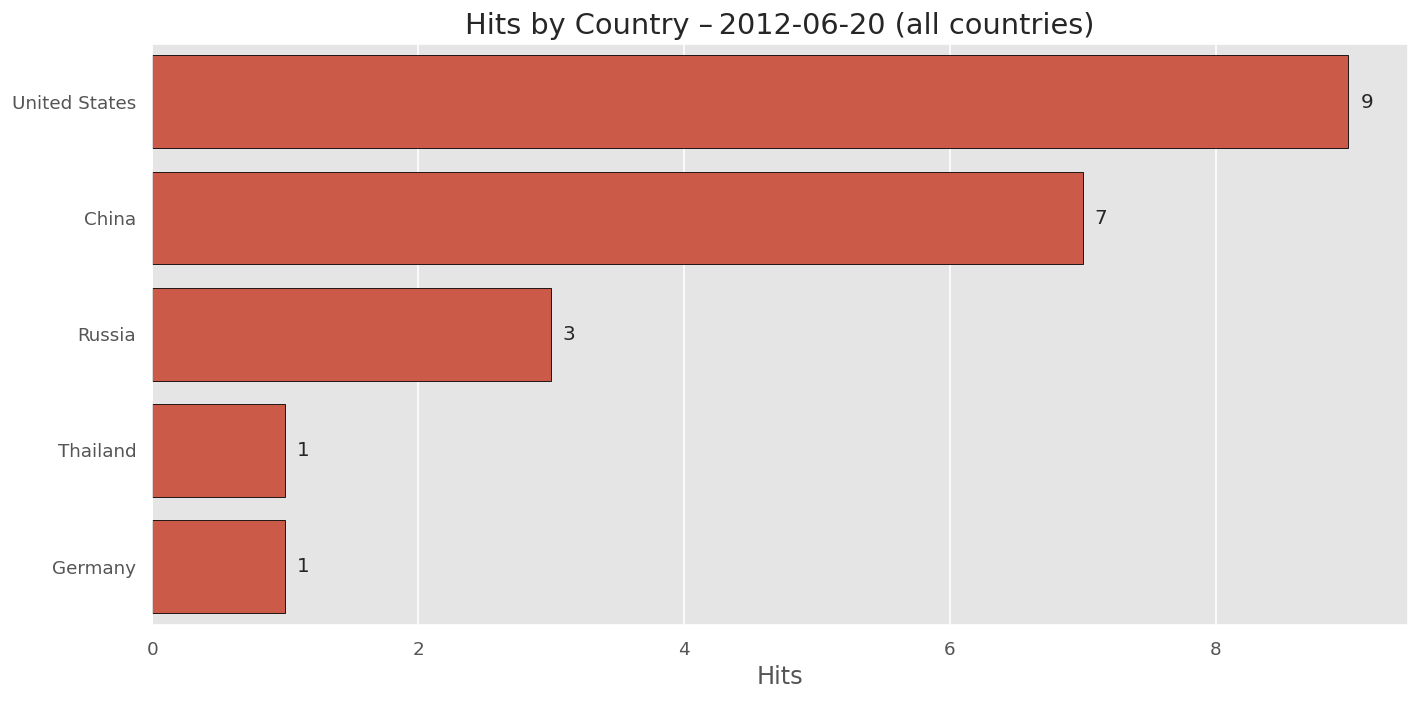 Hits by Country – 2012-06-20 (all countries)
United States
9
China
7
Russia
3
Thailand
1
Germany
1
0 2 4 6 8
Hits